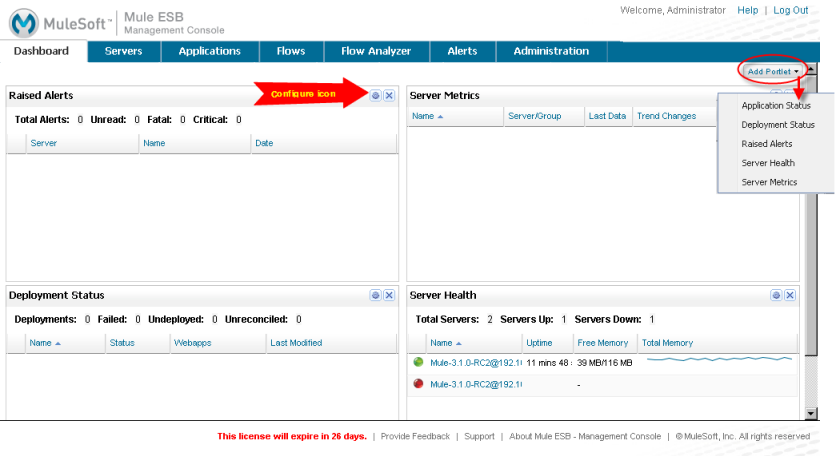 Welcome, Administrator Help | Log Out
MuleSoft™ Mule ESB
Management Console
Dashboard Servers Applications Flows Flow Analyzer Alerts Administration
Add Portlet
Application Status
Deployment Status
Raised Alerts
Server Health
Server Metrics
Raised Alerts
Configure icon
Total Alerts: 0 Unread: 0 Fatal: 0 Critical: 0
Server Name Date
Server Metrics
Name Server/Group Last Data Trend Changes
Deployment Status
Deployments: 0 Failed: 0 Undeployed: 0 Unreconciled: 0
Name Status Webapps Last Modified
Server Health
Total Servers: 2 Servers Up: 1 Servers Down: 1
Name Uptime Free Memory Total Memory
Mule-3.1.0-RC2@192.1 11 mins 48 39 MB/116 MB
Mule-3.1.0-RC2@192.1 -
This license will expire in 26 days. | Provide Feedback | Support | About Mule ESB - Management Console | © MuleSoft, Inc. All rights reserved